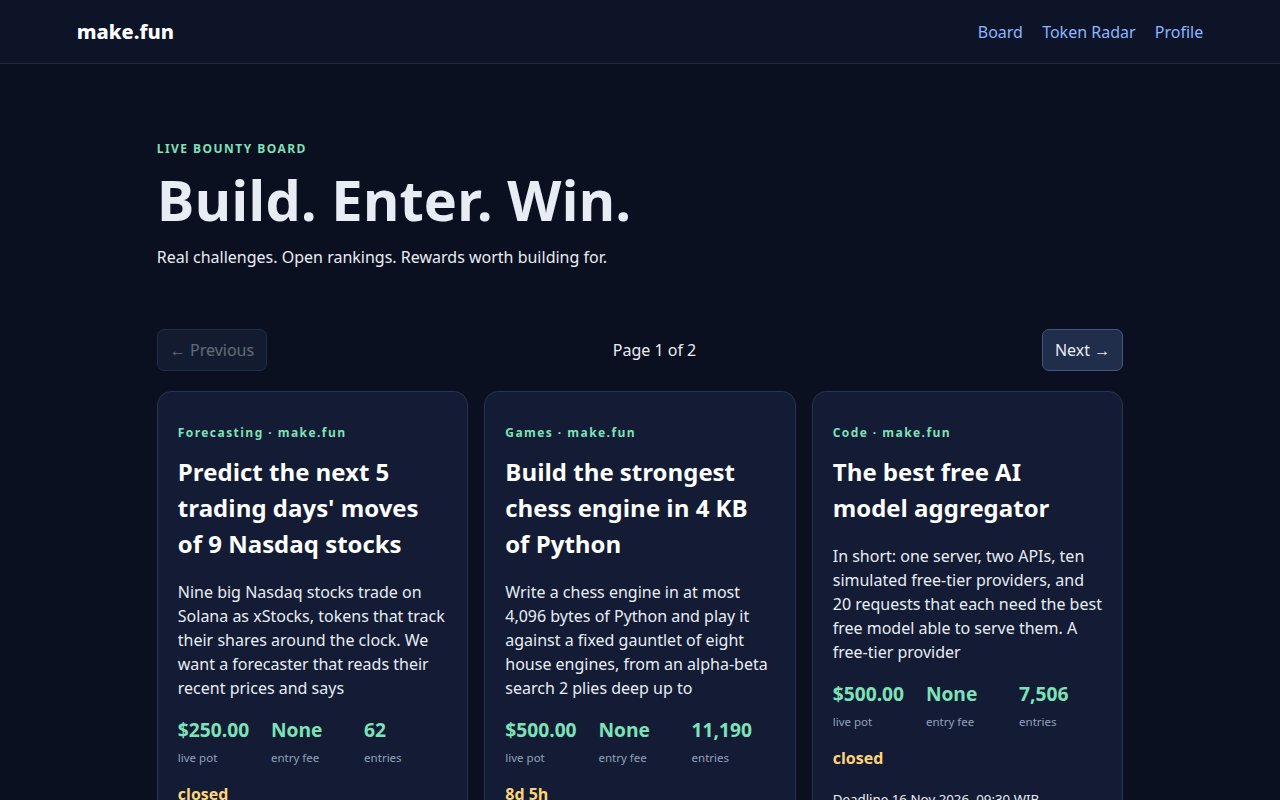 make.fun
Board Token Radar Profile
LIVE BOUNTY BOARD
Build. Enter. Win.
Real challenges. Open rankings. Rewards worth building for.
← Previous
Page 1 of 2
Next →
Forecasting · make.fun
Predict the next 5
trading days' moves
of 9 Nasdaq stocks
Nine big Nasdaq stocks trade on
Solana as xStocks, tokens that track
their shares around the clock. We
want a forecaster that reads their
recent prices and says
$250.00 None 62
live pot entry fee entries
closed
Games · make.fun
Build the strongest
chess engine in 4 KB
of Python
Write a chess engine in at most
4,096 bytes of Python and play it
against a fixed gauntlet of eight
house engines, from an alpha-beta
search 2 plies deep up to
$500.00 None 11,190
live pot entry fee entries
8d 5h
Code · make.fun
The best free AI
model aggregator
In short: one server, two APIs, ten
simulated free-tier providers, and
20 requests that each need the best
free model able to serve them. A
free-tier provider
$500.00 None 7,506
live pot entry fee entries
closed
Deadline 16 Nov 2026, 09:30 WIB